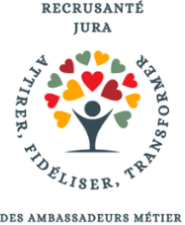 RECRUSANTÉ
JURA
ATTIRER, FIDÉLISER, TRANSFORMER
DES AMBASSADEURS MÉTIER